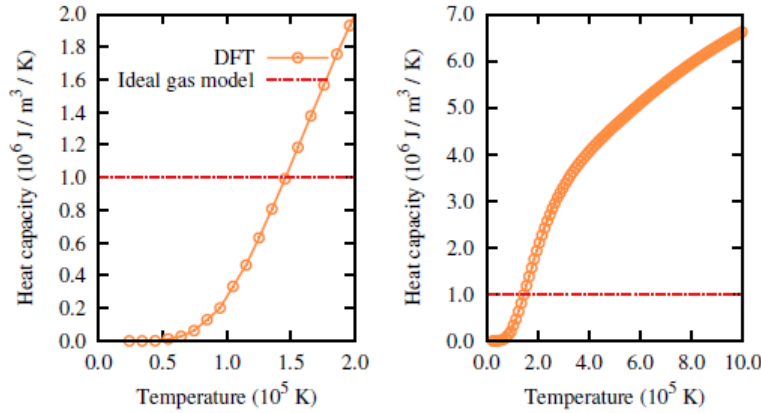 2.0
1.8
1.6
1.4
1.2
1.0
0.8
0.6
0.4
0.2
0.0
Heat capacity (10^6 J / m^3 / K)
DFT
Ideal gas model
0.0 0.5 1.0 1.5 2.0
Temperature (10^5 K)
7.0
6.0
5.0
4.0
3.0
2.0
1.0
0.0
Heat capacity (10^6 J / m^3 / K)
0.0 2.0 4.0 6.0 8.0 10.0
Temperature (10^5 K)